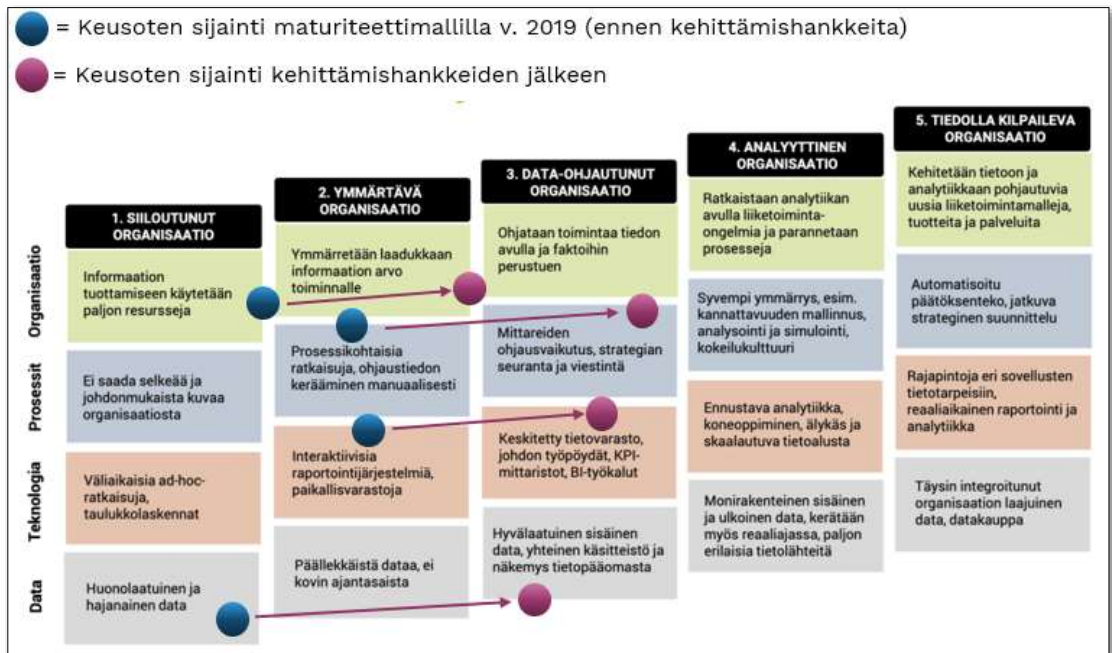 = Keusoten sijainti maturiteettimallilla v. 2019 (ennen kehittämishankkeita)
= Keusoten sijainti kehittämishankkeiden jälkeen
Organisaatio
Prosessit
Teknologia
Data
1. SIILOUTUNUT
ORGANISAATIO
Informaation
tuottamiseen käytetään
paljon resursseja
Ei saada selkeää ja
johdonmukaista kuvaa
organisaatiosta
Väliaikaisia ad-hoc-
ratkaisuja,
taulukkolaskennat
Huonolaatuinen ja
hajanainen data
2. YMMÄRTÄVÄ
ORGANISAATIO
Ymmärretään laadukkaan
informaation arvo
toiminnalle
Prosessikohtaisia
ratkaisuja, ohjaustiedon
kerääminen manuaalisesti
Interaktiivisia
raportointijärjestelmiä,
paikallisvarastoja
Päällekkäistä dataa, ei
kovin ajantasaista
3. DATA-OHJAUTUNUT
ORGANISAATIO
Ohjataan toimintaa tiedon
avulla ja faktoihin
perustuen
Mittareiden
ohjausvaikutus, strategian
seuranta ja viestintä
Keskitetty tietovarasto,
johdon työpöydät, KPI-
mittaristot, BI-työkalut
Hyvälaatuinen sisäinen
data, yhteinen käsitteistö ja
näkemys tietopääomasta
4. ANALYYTTINEN
ORGANISAATIO
Ratkaistaan analytiikan
avulla liiketoiminta-
ongelmia ja parannetaan
prosesseja
Syvempi ymmärrys, esim.
kannattavuuden mallinnus,
analysointi ja simulointi,
kokeilukulttuuri
Ennustava analytiikka,
koneoppiminen, älykäs ja
skaalautuva tietoalusta
Monirakenteinen sisäinen
ja ulkoinen data, kerätään
myös reaaliajassa, paljon
erilaisia tietolähteitä
5. TIEDOLLA KILPAILEVA
ORGANISAATIO
Kehitetään tietoon ja
analytiikkaan pohjautuvia
uusia liiketoimintamalleja,
tuotteita ja palveluita
Automatisoitu
päätöksenteko, jatkuva
strateginen suunnittelu
Rajapintoja eri sovellusten
tietotarpeisiin,
reaaliaikainen raportointi ja
analytiikka
Täysin integroitunut
organisaation laajuinen
data, datakauppa